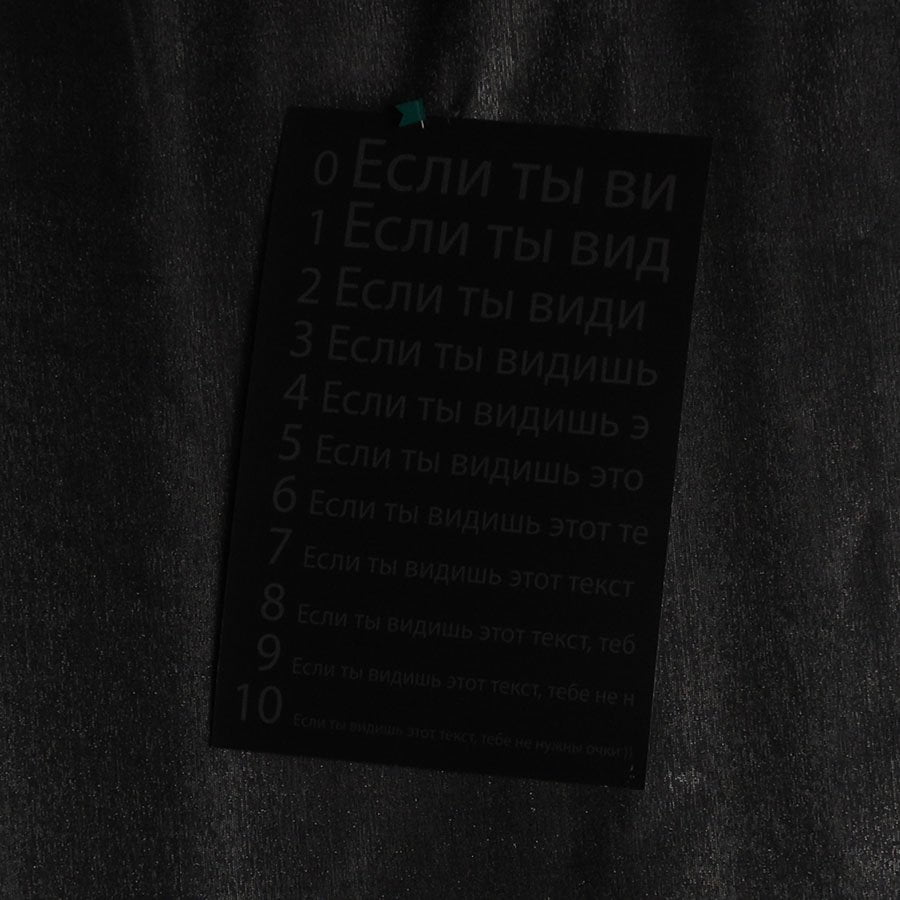 0 Если ты ви
1 Если ты вид
2 Если ты види
3 Если ты видишь
4 Если ты видишь э
5 Если ты видишь это
6 Если ты видишь этот те
7 Если ты видишь этот текст
8 Если ты видишь этот текст, теб
9 Если ты видишь этот текст, тебе не н
10 Если ты видишь этот текст, тебе не нужны очки:))